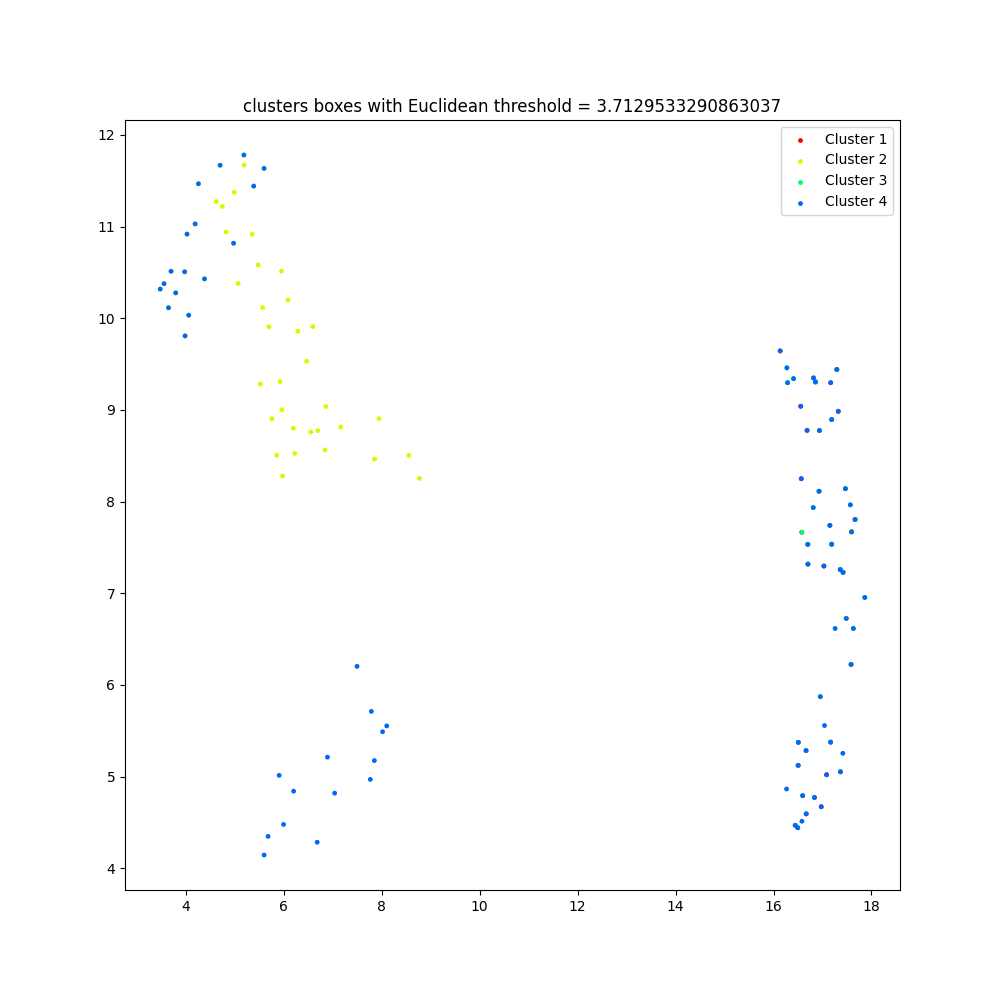 clusters boxes with Euclidean threshold = 3.7129533290863037
12
11
10
9
8
7
6
5
4
Cluster 1
Cluster 2
Cluster 3
Cluster 4
4 6 8 10 12 14 16 18